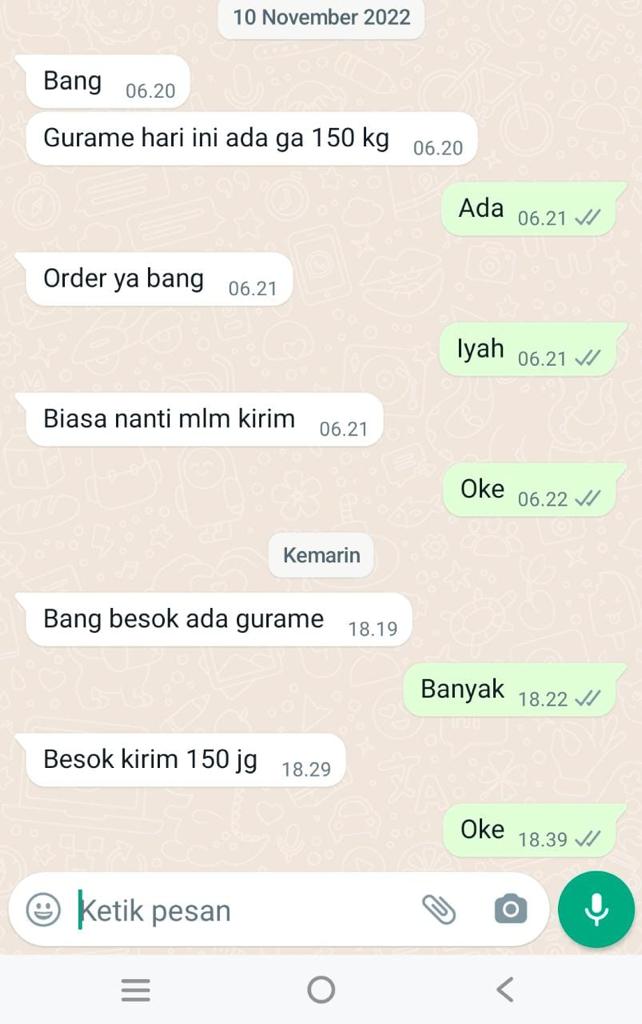 10 November 2022
Bang 06.20
Gurame hari ini ada ga 150 kg 06.20
Ada 06.21
Order ya bang 06.21
Iyah 06.21
Biasa nanti mlm kirim 06.21
Oke 06.22
Kemarin
Bang besok ada gurame 18.19
Banyak 18.22
Besok kirim 150 jg 18.29
Oke 18.39
Ketik pesan